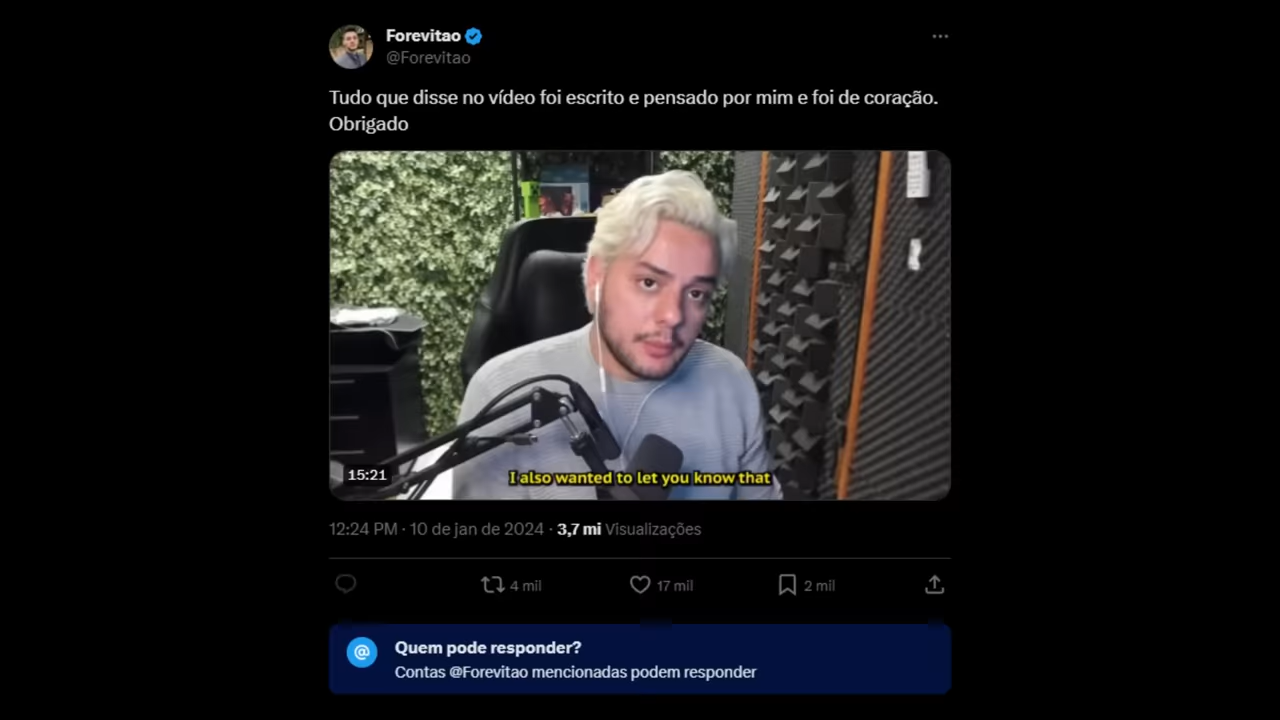 Forevitao
@Forevitao
Tudo que disse no vídeo foi escrito e pensado por mim e foi de coração.
Obrigado
15:21
I also wanted to let you know that
12:24 PM · 10 de jan de 2024 · 3,7 mi Visualizações
4 mil 17 mil 2 mil
Quem pode responder?
Contas @Forevitao mencionadas podem responder